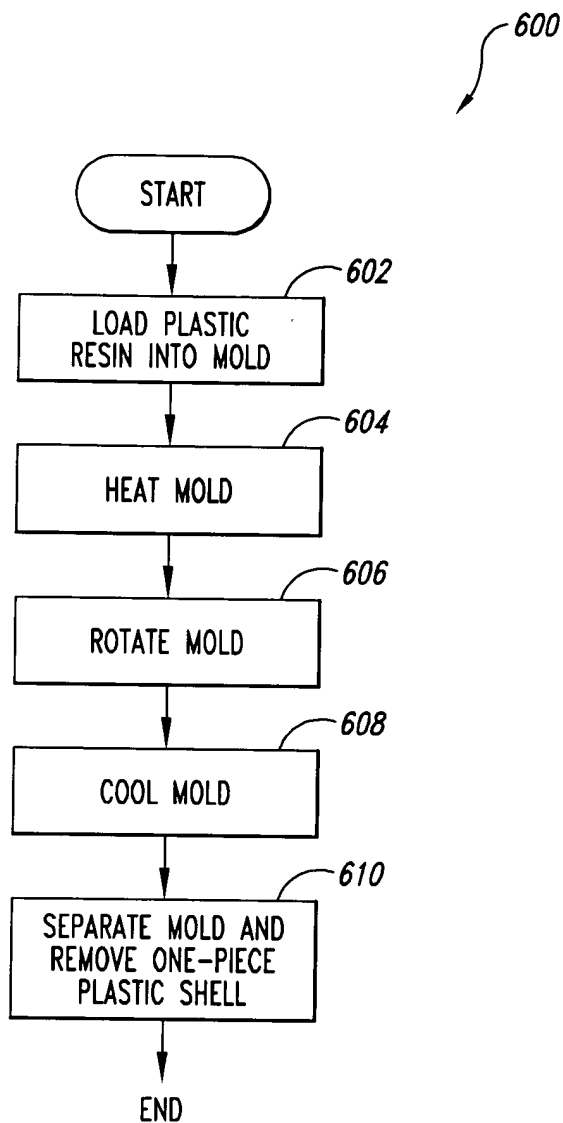 600
START
602
LOAD PLASTIC
RESIN INTO MOLD
604
HEAT MOLD
606
ROTATE MOLD
608
COOL MOLD
610
SEPARATE MOLD AND
REMOVE ONE-PIECE
PLASTIC SHELL
END